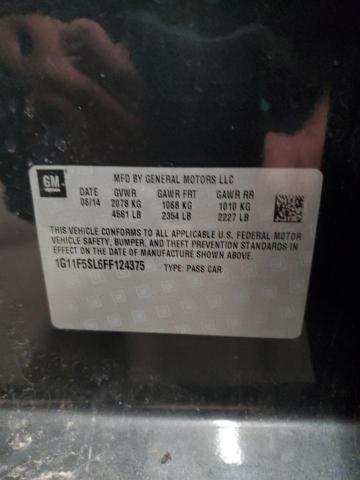 GM
MFD BY GENERAL MOTORS LLC
DATE GVWR GAWR FRT GAWR RR
06/14 2078 KG 1068 KG 1010 KG
4581 LB 2354 LB 2227 LB
THIS VEHICLE CONFORMS TO ALL APPLICABLE U.S. FEDERAL MOTOR
VEHICLE SAFETY, BUMPER, AND THEFT PREVENTION STANDARDS IN
EFFECT ON THE DATE OF MANUFACTURE SHOWN ABOVE.
1G11F5SL6FF124375 TYPE: PASS CAR